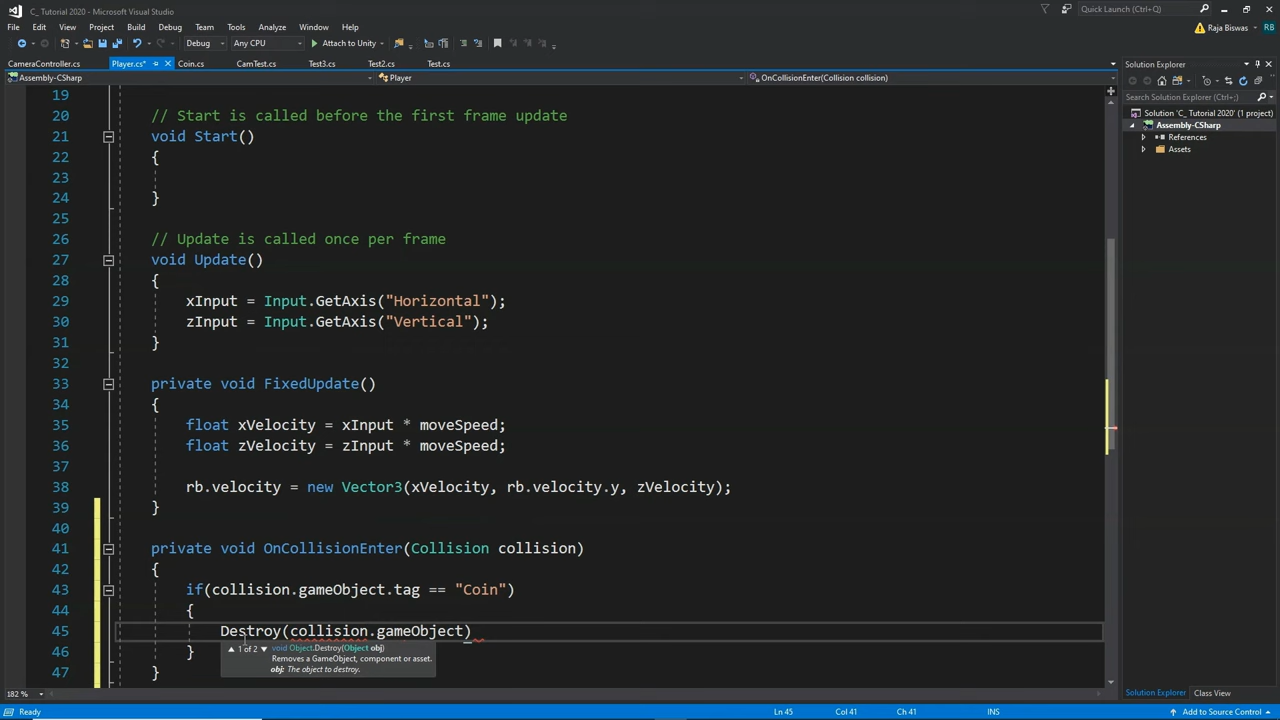 C_ Tutorial 2020 - Microsoft Visual Studio
Quick Launch (Ctrl+Q)
File Edit View Project Build Debug Team Tools Analyze Window Help
Raja Biswas RB
Debug Any CPU Attach to Unity
CameraController.cs Player.cs* Coin.cs CamTest.cs Test3.cs Test2.cs Test.cs
Assembly-CSharp Player OnCollisionEnter(Collision collision)
Solution Explorer
Search Solution Explorer (Ctrl+;)
Solution 'C_ Tutorial 2020' (1 project)
Assembly-CSharp
References
Assets
19
20 // Start is called before the first frame update
21 void Start()
22 {
23
24 }
25
26 // Update is called once per frame
27 void Update()
28 {
29 xInput = Input.GetAxis("Horizontal");
30 zInput = Input.GetAxis("Vertical");
31 }
32
33 private void FixedUpdate()
34 {
35 float xVelocity = xInput * moveSpeed;
36 float zVelocity = zInput * moveSpeed;
37
38 rb.velocity = new Vector3(xVelocity, rb.velocity.y, zVelocity);
39 }
40
41 private void OnCollisionEnter(Collision collision)
42 {
43 if(collision.gameObject.tag == "Coin")
44 {
45 Destroy(collision.gameObject)
46 }
1 of 2 void Object.Destroy(Object obj)
Removes a GameObject, component or asset.
obj: The object to destroy.
47 }
182 %
Solution Explorer Class View
Ready Ln 45 Col 41 Ch 41 INS Add to Source Control